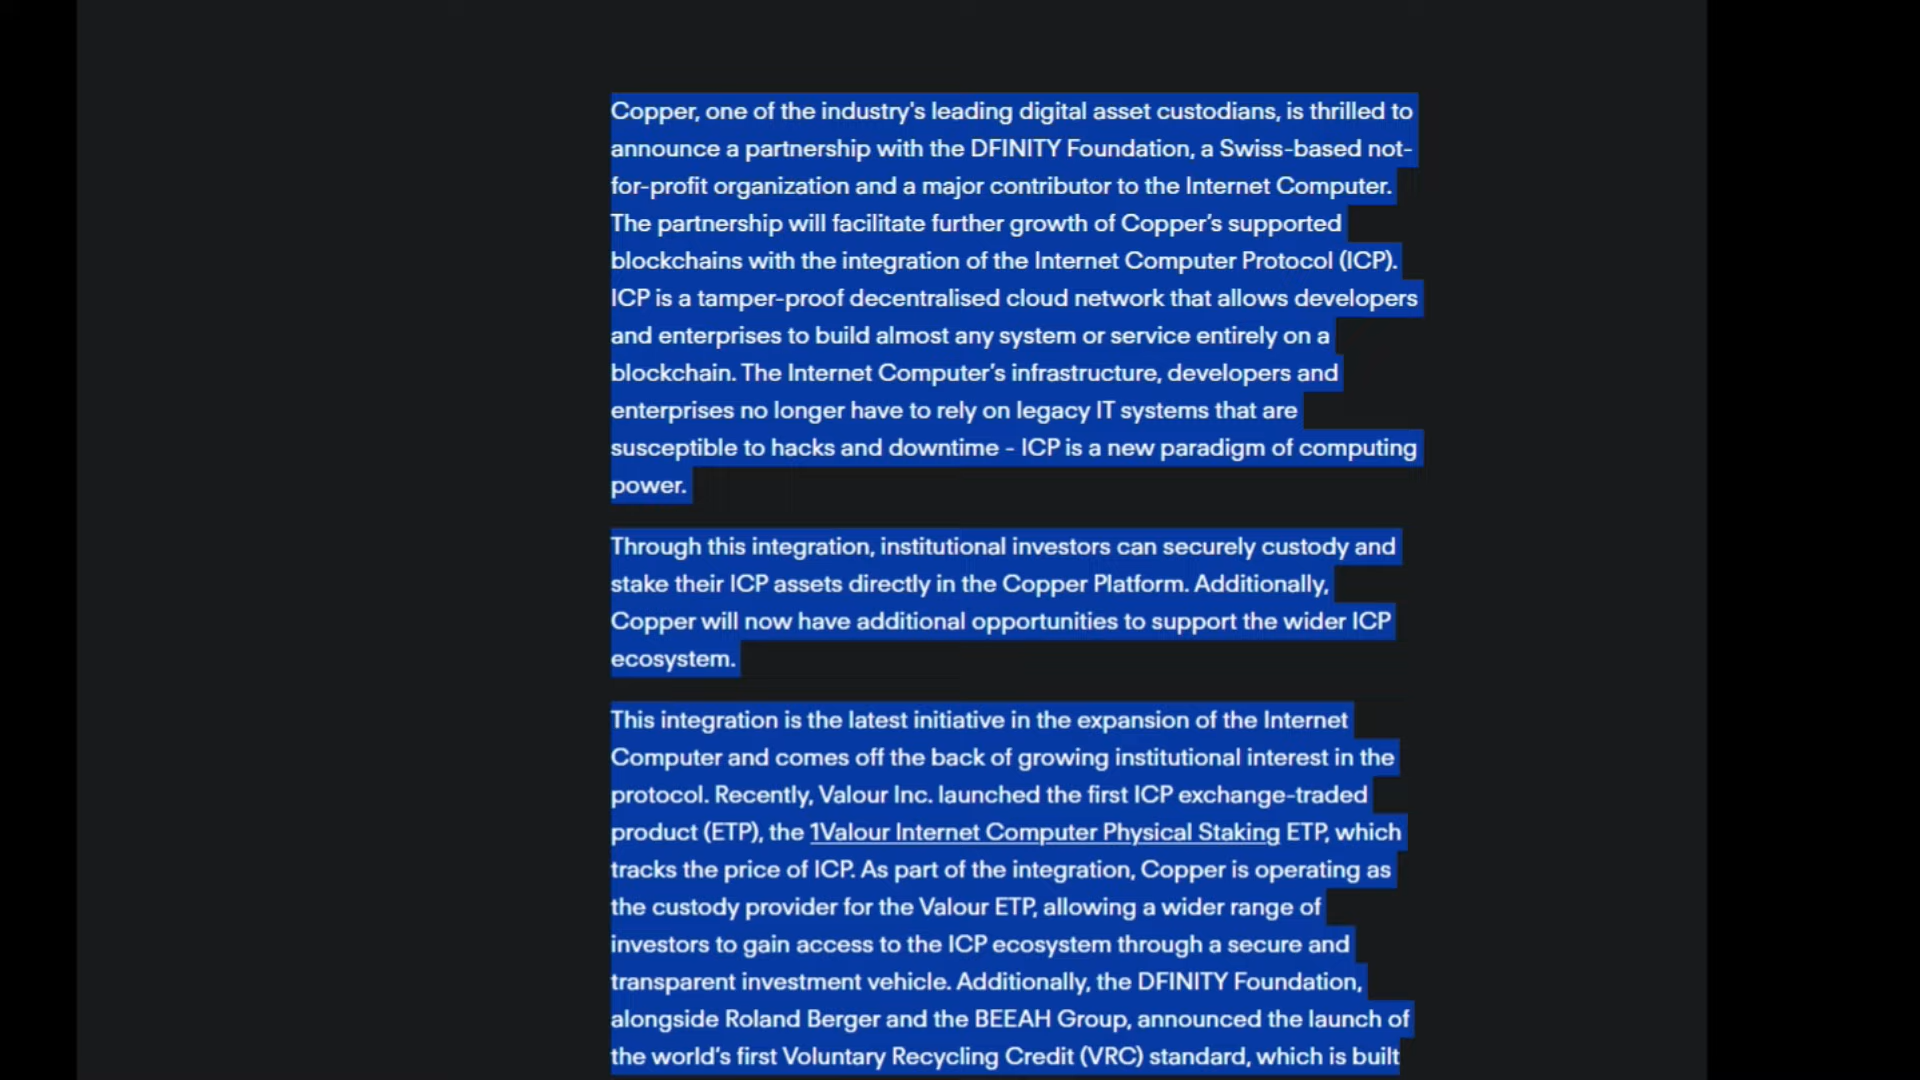 Copper, one of the industry's leading digital asset custodians, is thrilled to
announce a partnership with the DFINITY Foundation, a Swiss-based not-
for-profit organization and a major contributor to the Internet Computer.
The partnership will facilitate further growth of Copper's supported
blockchains with the integration of the Internet Computer Protocol (ICP).
ICP is a tamper-proof decentralised cloud network that allows developers
and enterprises to build almost any system or service entirely on a
blockchain. The Internet Computer's infrastructure, developers and
enterprises no longer have to rely on legacy IT systems that are
susceptible to hacks and downtime - ICP is a new paradigm of computing
power.
Through this integration, institutional investors can securely custody and
stake their ICP assets directly in the Copper Platform. Additionally,
Copper will now have additional opportunities to support the wider ICP
ecosystem.
This integration is the latest initiative in the expansion of the Internet
Computer and comes off the back of growing institutional interest in the
protocol. Recently, Valour Inc. launched the first ICP exchange-traded
product (ETP), the 1Valour Internet Computer Physical Staking ETP, which
tracks the price of ICP. As part of the integration, Copper is operating as
the custody provider for the Valour ETP, allowing a wider range of
investors to gain access to the ICP ecosystem through a secure and
transparent investment vehicle. Additionally, the DFINITY Foundation,
alongside Roland Berger and the BEEAH Group, announced the launch of
the world's first Voluntary Recycling Credit (VRC) standard, which is built